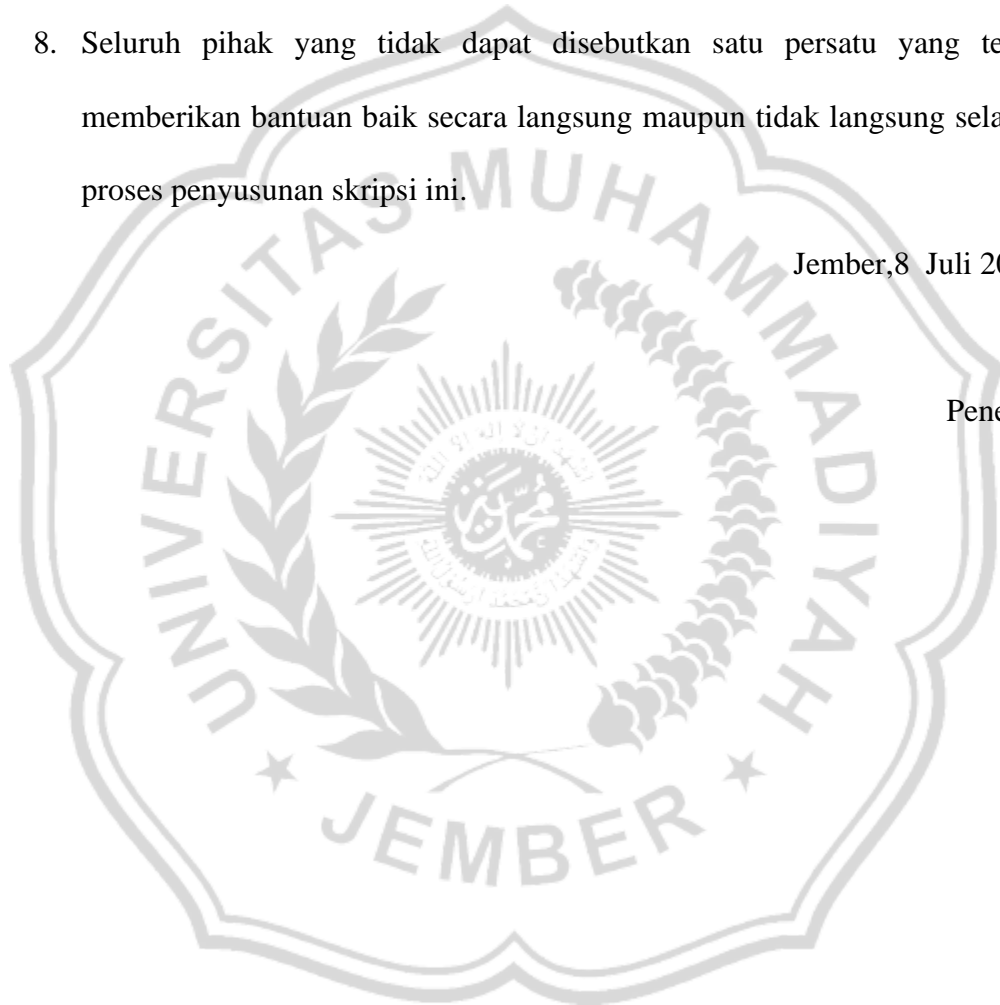 8. Seluruh pihak yang tidak dapat disebutkan satu persatu yang te
memberikan bantuan baik secara langsung maupun tidak langsung sela
proses penyusunan skripsi ini.
Jember,8 Juli 20
Pene
UNIVERSITAS MUHAMMADIYAH
JEMBER